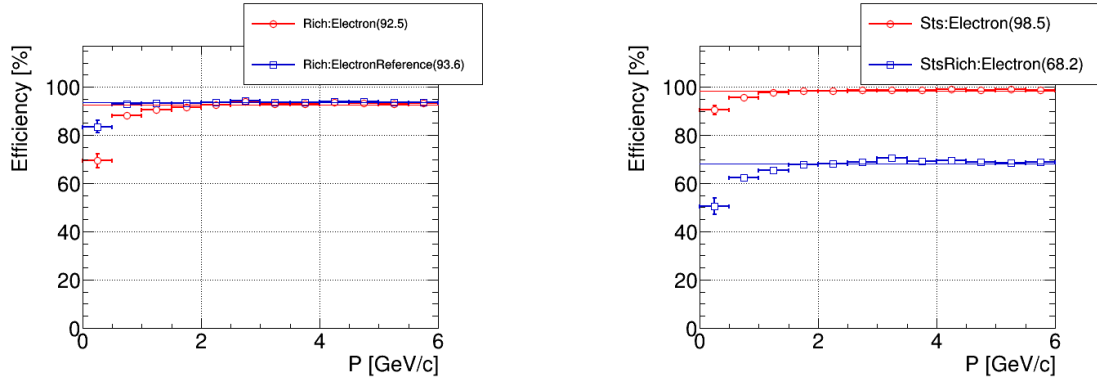 Rich:Electron(92.5)
Rich:ElectronReference(93.6)
Efficiency [%]
100
80
60
40
20
0
0 2 4 6
P [GeV/c]
Sts:Electron(98.5)
StsRich:Electron(68.2)
Efficiency [%]
100
80
60
40
20
0
0 2 4 6
P [GeV/c]